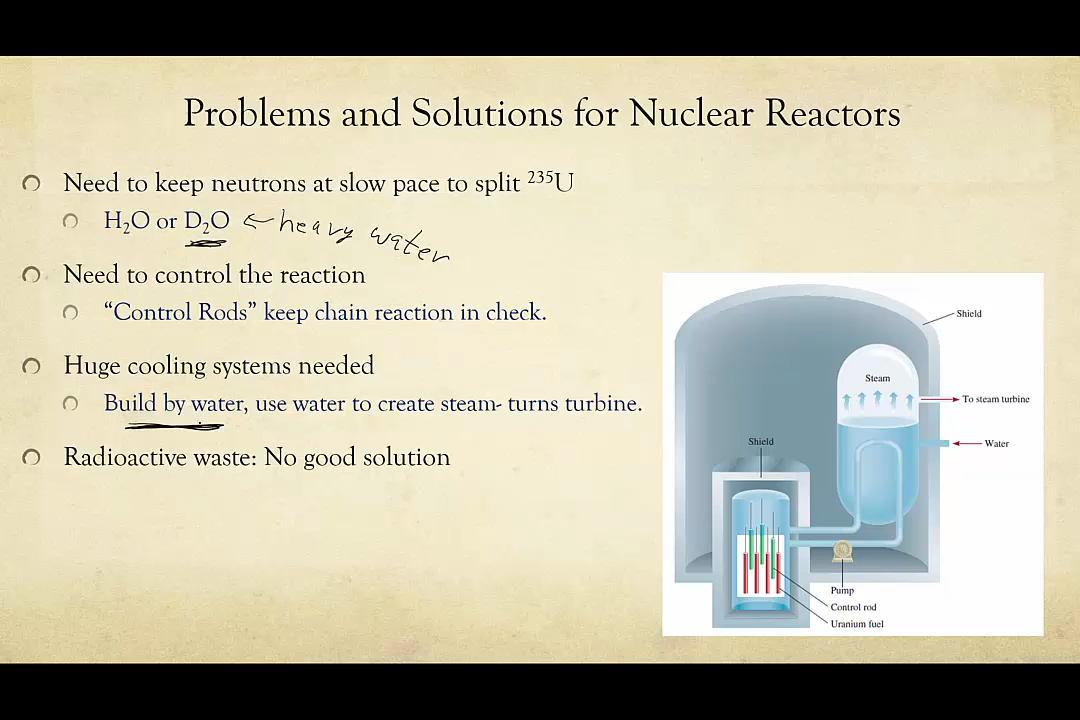 Problems and Solutions for Nuclear Reactors
Need to keep neutrons at slow pace to split ²³⁵U
H₂O or D₂O ← heavy water
Need to control the reaction
“Control Rods” keep chain reaction in check.
Huge cooling systems needed
Build by water, use water to create steam- turns turbine.
Radioactive waste: No good solution
Shield
Steam
To steam turbine
Shield
Water
Pump
Control rod
Uranium fuel